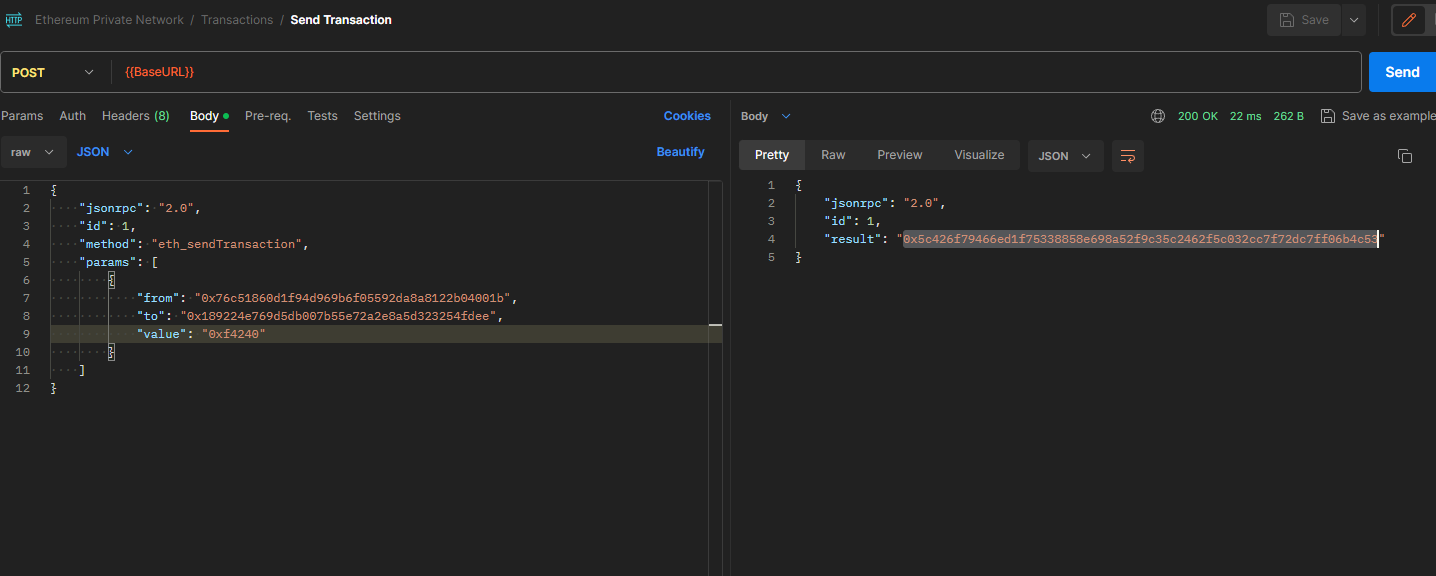 HTTP Ethereum Private Network / Transactions / Send Transaction
Save
POST {{BaseURL}} Send
Params Auth Headers (8) Body Pre-req. Tests Settings Cookies
raw JSON Beautify
1 {
2 "jsonrpc": "2.0",
3 "id": 1,
4 "method": "eth_sendTransaction",
5 "params": [
6 {
7 "from": "0x76c51860d1f94d969b6f05592da8a8122b04001b",
8 "to": "0x189224e769d5db007b55e72a2e8a5d323254fdee",
9 "value": "0xf4240"
10 }
11 ]
12 }
Body 200 OK 22 ms 262 B Save as example
Pretty Raw Preview Visualize JSON
1 {
2 "jsonrpc": "2.0",
3 "id": 1,
4 "result": "0x5c426f79466ed1f75338858e698a52f9c35c2462f5c032cc7f72dc7ff06b4c53"
5 }